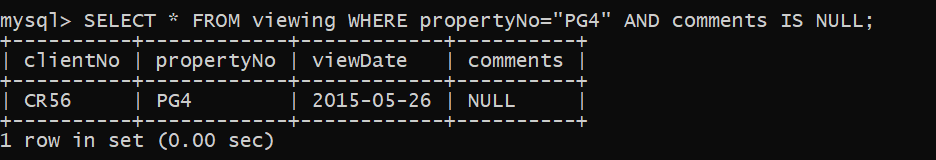 mysql> SELECT * FROM viewing WHERE propertyNo="PG4" AND comments IS NULL;
+----------+------------+------------+----------+
| clientNo | propertyNo | viewDate   | comments |
+----------+------------+------------+----------+
| CR56     | PG4        | 2015-05-26 | NULL     |
+----------+------------+------------+----------+
1 row in set (0.00 sec)